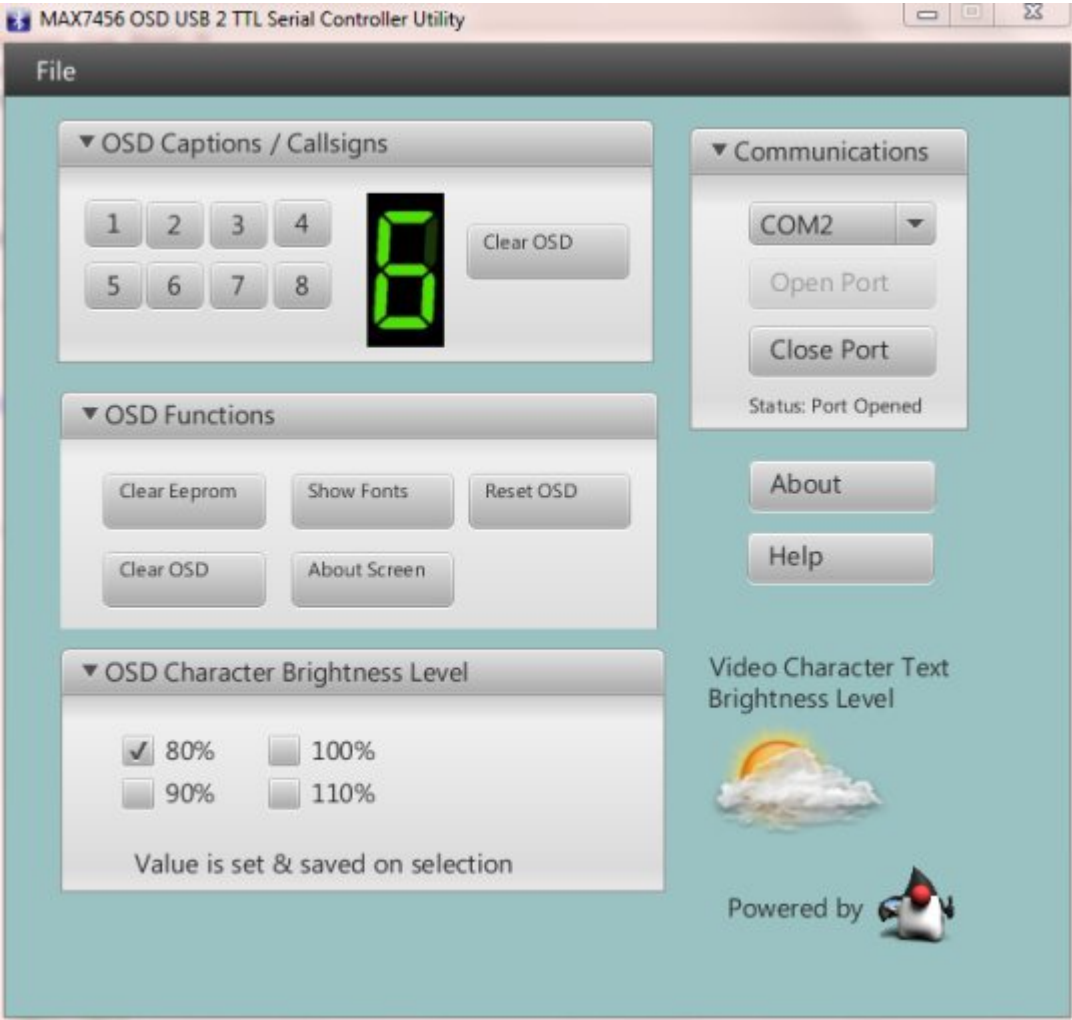 MAX7456 OSD USB 2 TTL Serial Controller Utility
File
OSD Captions / Callsigns
1 2 3 4
5 6 7 8
6
Clear OSD
Communications
COM2
Open Port
Close Port
Status: Port Opened
OSD Functions
Clear Eeprom Show Fonts Reset OSD
Clear OSD About Screen
About
Help
OSD Character Brightness Level
80% 100%
90% 110%
Value is set & saved on selection
Video Character Text
Brightness Level
Powered by